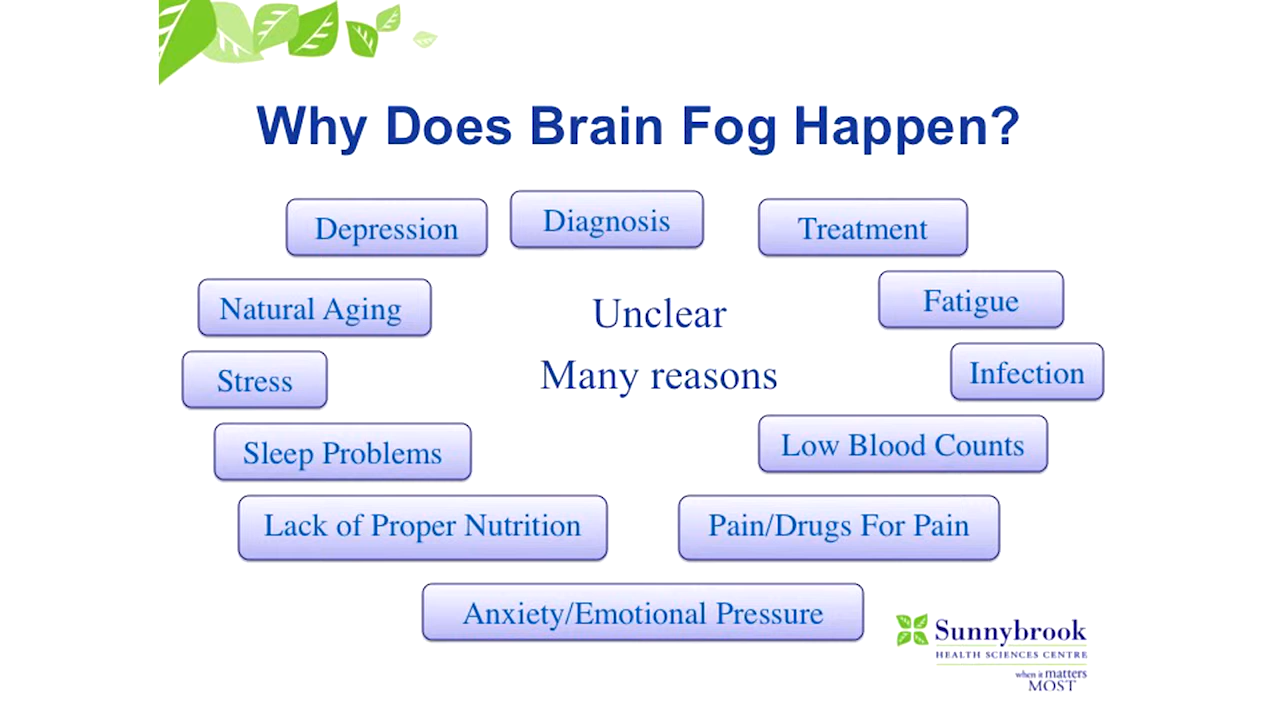 Why Does Brain Fog Happen?
Depression
Diagnosis
Treatment
Natural Aging
Unclear
Fatigue
Stress
Many reasons
Infection
Sleep Problems
Low Blood Counts
Lack of Proper Nutrition
Pain/Drugs For Pain
Anxiety/Emotional Pressure
Sunnybrook
HEALTH SCIENCES CENTRE
when it matters
MOST